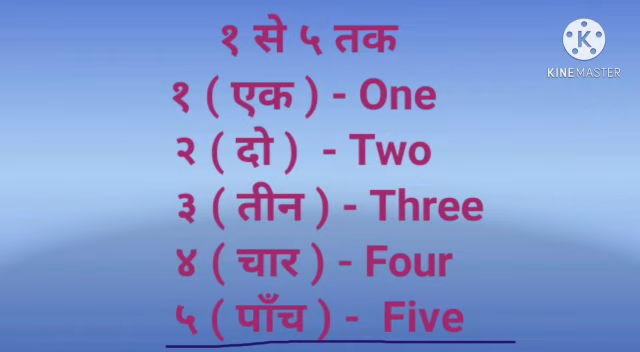 १ से ५ तक
KINEMASTER
१ ( एक ) - One
२ ( दो ) - Two
३ ( तीन ) - Three
४ ( चार ) - Four
५ ( पाँच ) - Five